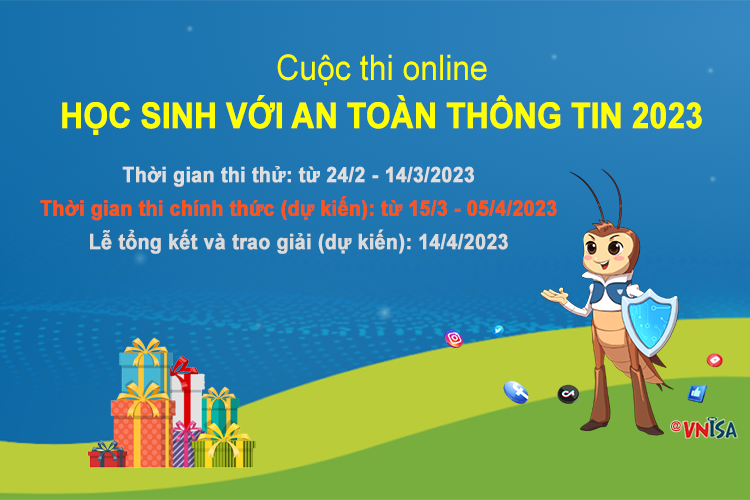 Cuộc thi online
HỌC SINH VỚI AN TOÀN THÔNG TIN 2023
Thời gian thi thử: từ 24/2 - 14/3/2023
Thời gian thi chính thức (dự kiến): từ 15/3 - 05/4/2023
Lễ tổng kết và trao giải (dự kiến): 14/4/2023
@VNISA